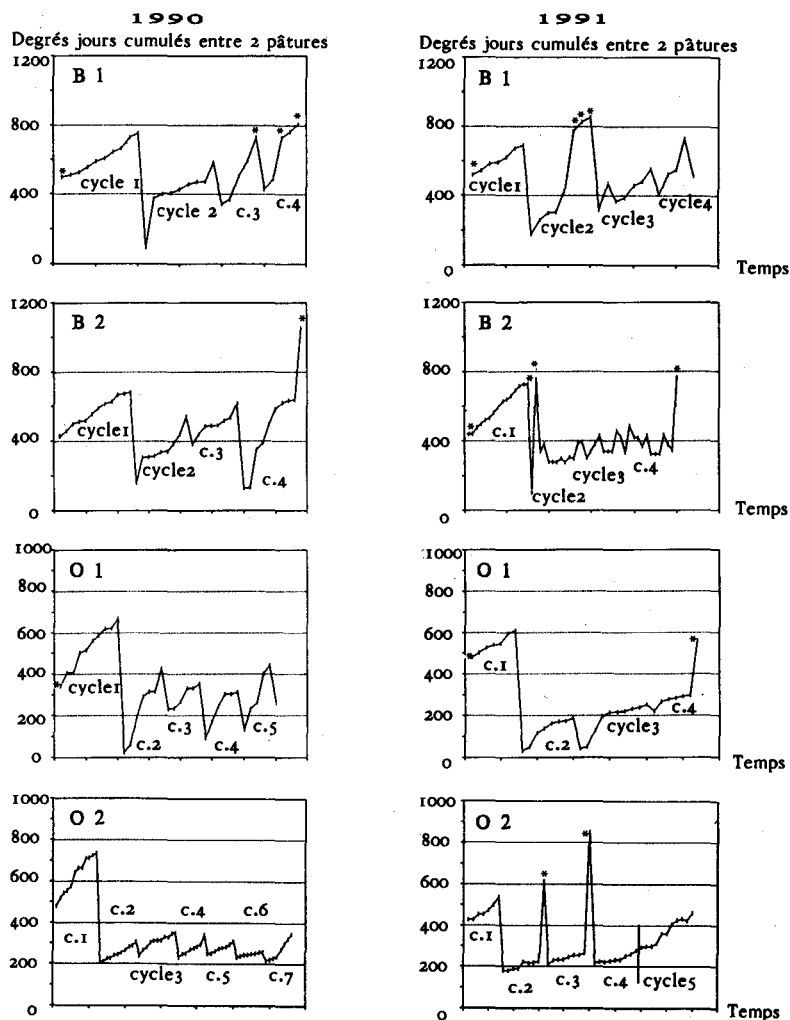 1990
Degrés jours cumulés entre 2 pâtures
1200
B 1
800
*
*
*
*
cycle 1
400
cycle 2
c.3
c.4
0
1991
Degrés jours cumulés entre 2 pâtures
1200
B 1
800
* * *
*
cycle1
400
cycle2
cycle3
cycle4
0
Temps
1200
B 2
*
800
cycle1
400
cycle2
c.3
c.4
0
1200
B 2
800
*
*
*
*
c.1
400
cycle2
cycle3
c.4
0
Temps
1000
O 1
800
600
400
*
cycle1
200
c.2
c.3
c.4
c.5
0
1000
O 1
800
600
*
*
c.1
400
200
c.2
cycle3
c.4
0
Temps
1000
O 2
800
600
400
c.2
c.4
c.6
c.1
200
cycle3
c.5
c.7
0
1000
O 2
800
*
*
600
400
c.1
200
c.2
c.3
c.4
cycle5
0
Temps